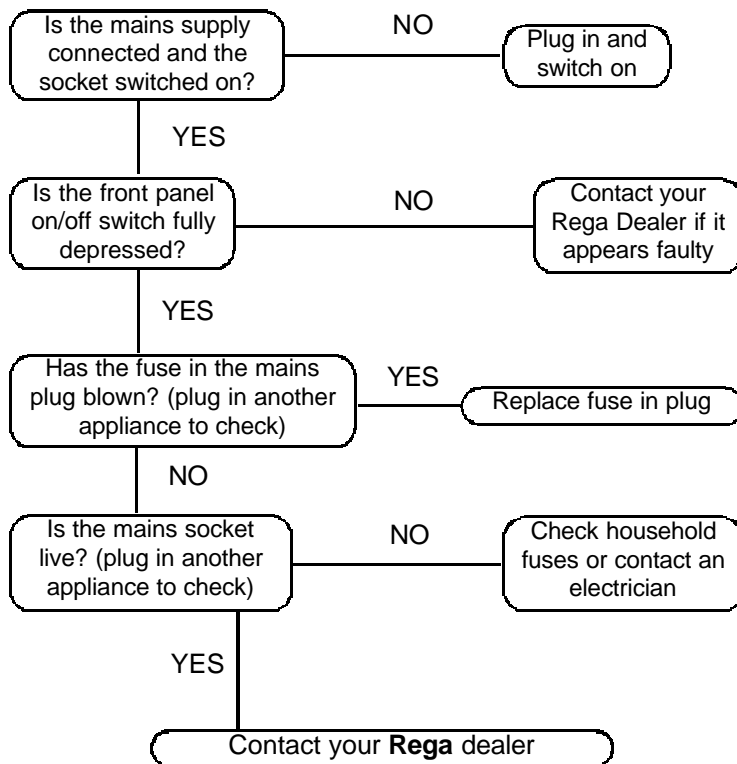 Is the mains supply
connected and the
socket switched on?
NO
Plug in and
switch on
YES
Is the front panel
on/off switch fully
depressed?
NO
Contact your
Rega Dealer if it
appears faulty
YES
Has the fuse in the mains
plug blown? (plug in another
appliance to check)
YES
Replace fuse in plug
NO
Is the mains socket
live? (plug in another
appliance to check)
NO
Check household
fuses or contact an
electrician
YES
Contact your Rega dealer